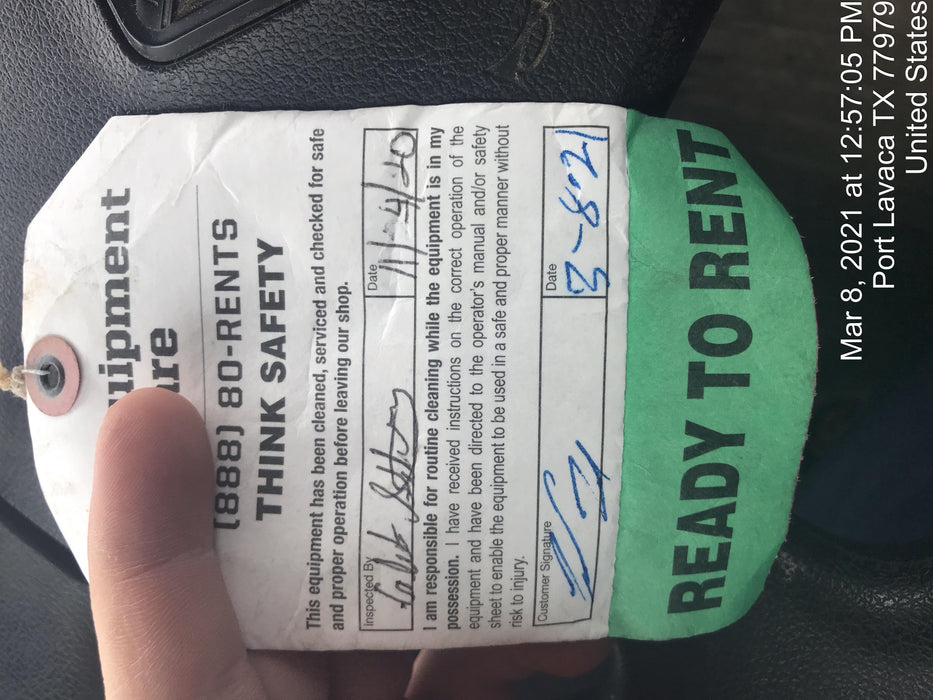 uipment
are
(888) 80-RENTS
THINK SAFETY
This equipment has been cleaned, serviced and checked for safe
and proper operation before leaving our shop.
Inspected By
Date
11-4/20
I am responsible for routine cleaning while the equipment is in my
possession. I have received instructions on the correct operation of the
equipment and have been directed to the operator's manual and/or safety
sheet to enable the equipment to be used in a safe and proper manner without
risk to injury.
Customer Signature
Date
3-8-21
READY TO RENT
Mar 8, 2021 at 12:57:05 PM
Port Lavaca TX 77979
United States